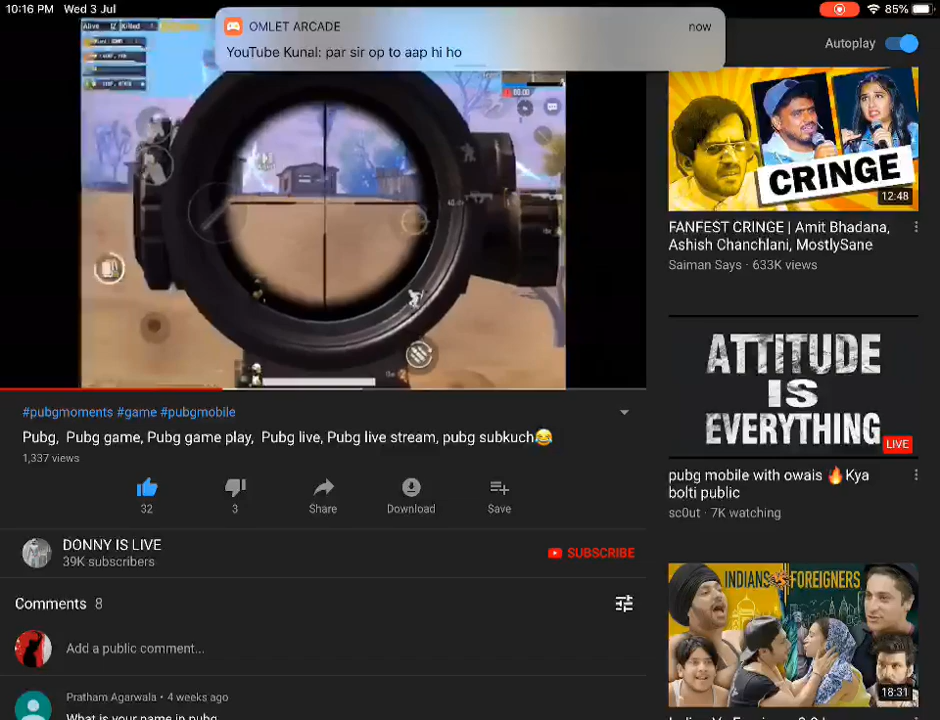 10:16 PM Wed 3 Jul
85%
OMLET ARCADE
now
YouTube Kunal: par sir op to aap hi ho
Autoplay
CRINGE
12:48
FANFEST CRINGE | Amit Bhadana,
Ashish Chanchlani, MostlySane
Saiman Says · 633K views
#pubgmoments #game #pubgmobile
Pubg, Pubg game, Pubg game play, Pubg live, Pubg live stream, pubg subkuch😂
1,337 views
32
3
Share
Download
Save
DONNY IS LIVE
39K subscribers
SUBSCRIBE
Comments 8
Add a public comment...
Pratham Agarwala • 4 weeks ago
What is your name in pubg
ATTITUDE
IS
EVERYTHING
LIVE
pubg mobile with owais 🔥Kya
bolti public
sc0ut · 7K watching
INDIANS VS FOREIGNERS
18:31